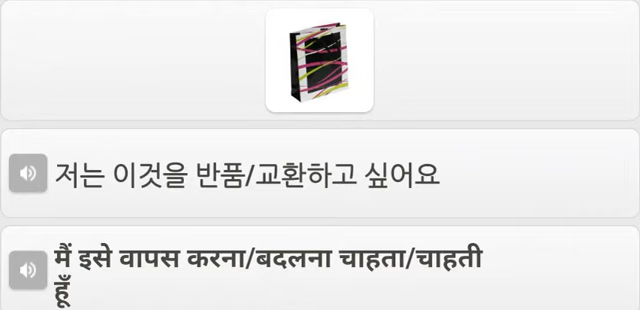 저는 이것을 반품/교환하고 싶어요
मैं इसे वापस करना/बदलना चाहता/चाहती
हूँ